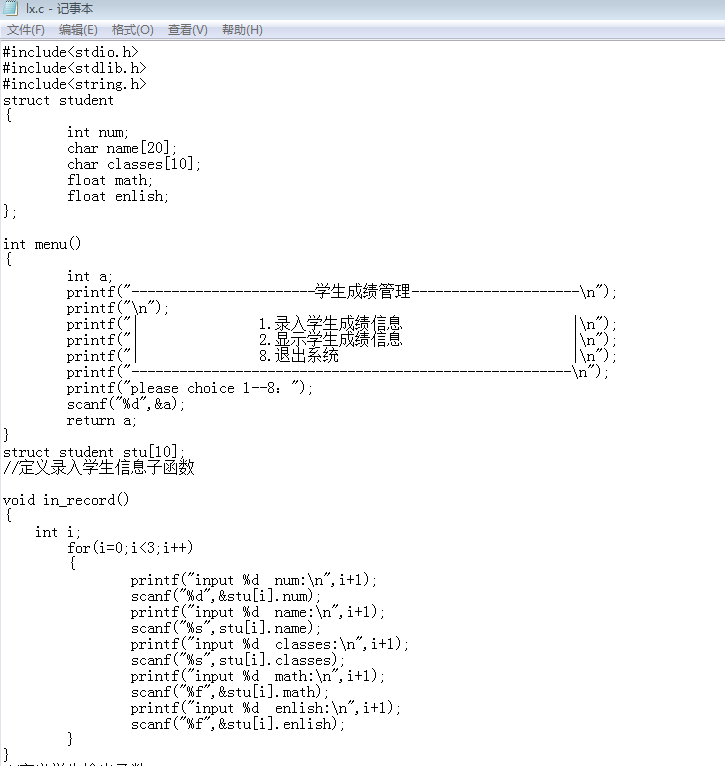 lx.c - 记事本
文件(F) 编辑(E) 格式(O) 查看(V) 帮助(H)
#include<stdio.h>
#include<stdlib.h>
#include<string.h>
struct student
{
        int num;
        char name[20];
        char classes[10];
        float math;
        float enlish;
};
int menu()
{
        int a;
        printf("-----------------------学生成绩管理---------------------\n");
        printf("\n");
        printf("|               1.录入学生成绩信息                      |\n");
        printf("|               2.显示学生成绩信息                      |\n");
        printf("|               8.退出系统                              |\n");
        printf("-------------------------------------------------------\n");
        printf("please choice 1--8：");
        scanf("%d",&a);
        return a;
}
struct student stu[10];
//定义录入学生信息子函数
void in_record()
{
    int i;
        for(i=0;i<3;i++)
        {
                printf("input %d  num:\n",i+1);
                scanf("%d",&stu[i].num);
                printf("input %d  name:\n",i+1);
                scanf("%s",stu[i].name);
                printf("input %d  classes:\n",i+1);
                scanf("%s",stu[i].classes);
                printf("input %d  math:\n",i+1);
                scanf("%f",&stu[i].math);
                printf("input %d  enlish:\n",i+1);
                scanf("%f",&stu[i].enlish);
        }
}